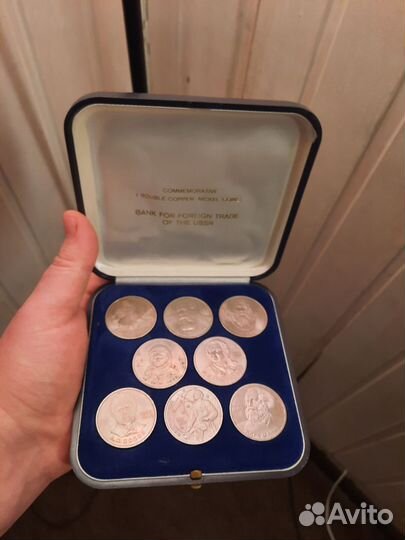 COMMEMORATIVE
1 ROUBLE COPPER-NICKEL COINS
BANK FOR FOREIGN TRADE
OF THE USSR
Avito